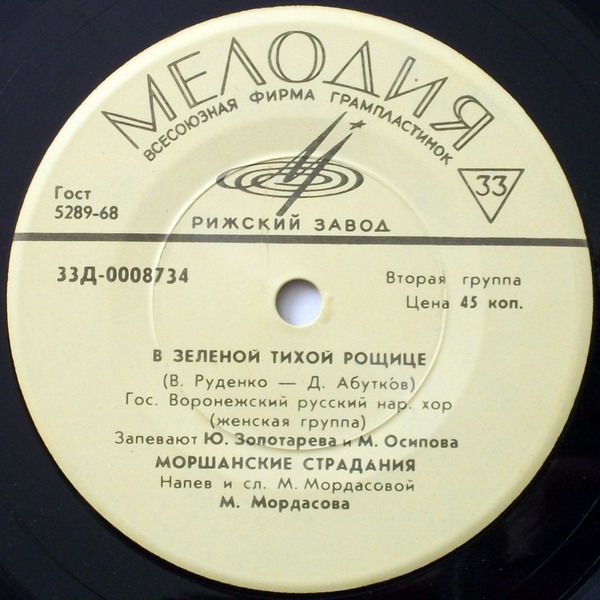 МЕЛОДИЯ
ВСЕСОЮЗНАЯ ФИРМА ГРАМПЛАСТИНОК
33
Гост
5289-68
РИЖСКИЙ ЗАВОД
33Д-0008734
Вторая группа
Цена 45 коп.
В ЗЕЛЕНОЙ ТИХОЙ РОЩИЦЕ
(В. Руденко — Д. Абутков)
Гос. Воронежский русский нар. хор
(женская группа)
Запевают Ю. Золотарева и М. Осипова
МОРШАНСКИЕ СТРАДАНИЯ
Напев и сл. М. Мордасовой
М. Мордасова